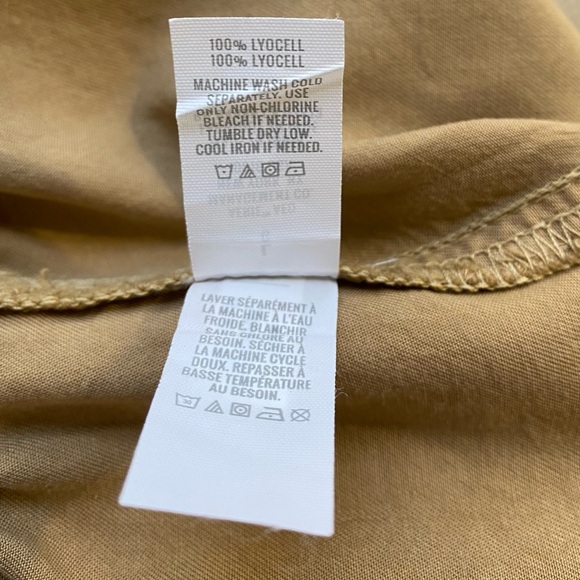 100% LYOCELL
100% LYOCELL
MACHINE WASH COLD
SEPARATELY. USE
ONLY NON-CHLORINE
BLEACH IF NEEDED.
TUMBLE DRY LOW.
COOL IRON IF NEEDED.
LAVER SÉPARÉMENT À
LA MACHINE À L'EAU
FROIDE. BLANCHIR
SANS CHLORE AU
BESOIN. SÉCHER À
LA MACHINE CYCLE
DOUX. REPASSER À
BASSE TEMPÉRATURE
AU BESOIN.